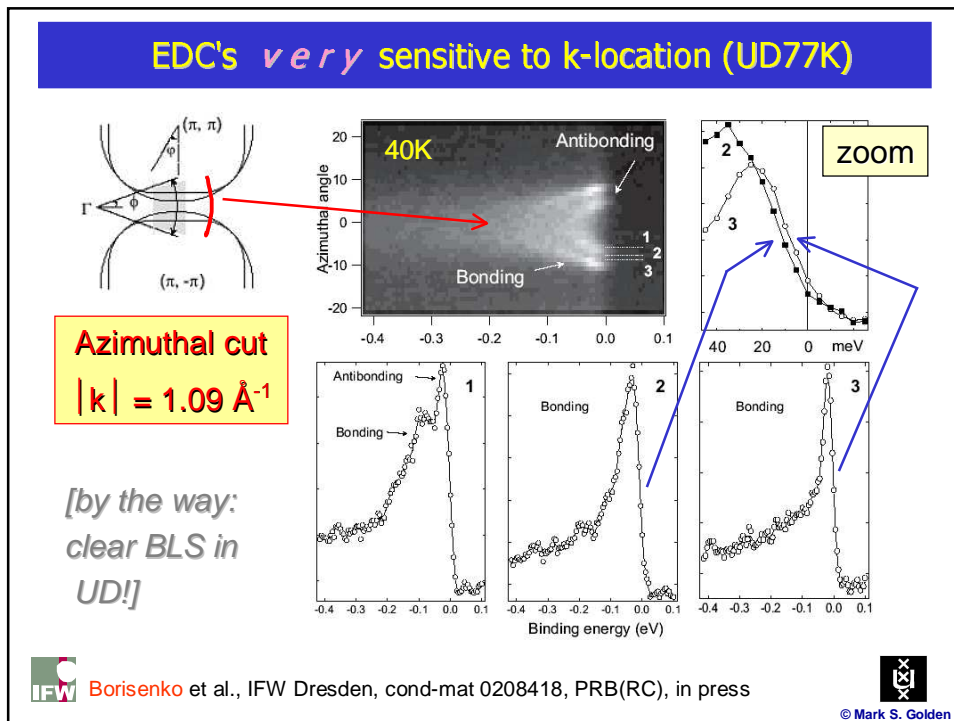 EDC's very sensitive to k-location (UD77K)
(π, π)
φ
Γ
ϕ
(π, -π)
Azimuthal angle
20
10
0
-10
-20
40K
Antibonding
Bonding
1
2
3
-0.4 -0.3 -0.2 -0.1 0.0 0.1
2
3
zoom
40 20 0 meV
Azimuthal cut
|k| = 1.09 Å-1
[by the way:
clear BLS in
UD!]
Antibonding
Bonding
1
-0.4 -0.3 -0.2 -0.1 0.0 0.1
Bonding
2
-0.4 -0.3 -0.2 -0.1 0.0 0.1
Bonding
3
-0.4 -0.3 -0.2 -0.1 0.0 0.1
Binding energy (eV)
IFW
Borisenko et al., IFW Dresden, cond-mat 0208418, PRB(RC), in press
© Mark S. Golden